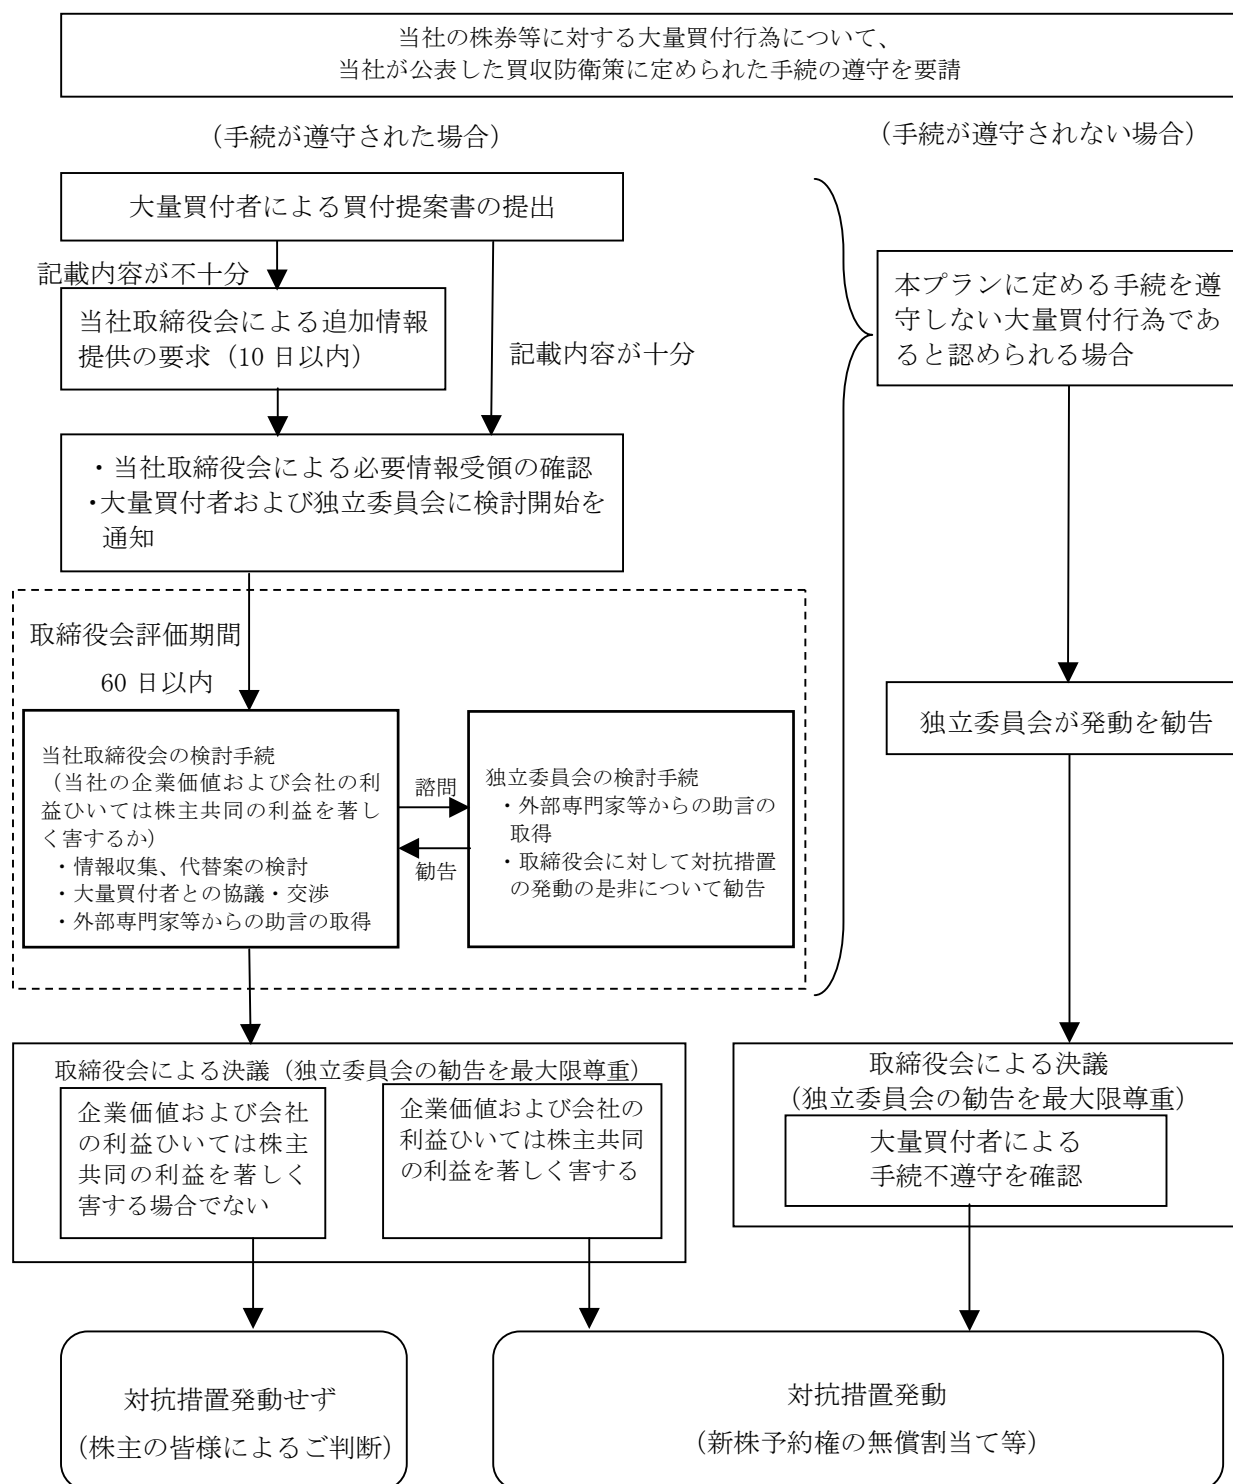 当社の株券等に対する大量買付行為について、
当社が公表した買収防衛策に定められた手続の遵守を要請
(手続が遵守された場合)
(手続が遵守されない場合)
大量買付者による買付提案書の提出
記載内容が不十分
当社取締役会による追加情報
提供の要求（10 日以内）
記載内容が十分
本プランに定める手続を遵
守しない大量買付行為であ
ると認められる場合
・当社取締役会による必要情報受領の確認
・大量買付者および独立委員会に検討開始を
通知
取締役会評価期間
60 日以内
独立委員会が発動を勧告
当社取締役会の検討手続
（当社の企業価値および会社の利
益ひいては株主共同の利益を著し
く害するか）
・情報収集、代替案の検討
・大量買付者との協議・交渉
・外部専門家等からの助言の取得
諮問
勧告
独立委員会の検討手続
・外部専門家等からの助言の
取得
・取締役会に対して対抗措置
の発動の是非について勧告
取締役会による決議（独立委員会の勧告を最大限尊重）
企業価値および会社
の利益ひいては株主
共同の利益を著しく
害する場合でない
企業価値および会社の
利益ひいては株主共同
の利益を著しく害する
取締役会による決議
（独立委員会の勧告を最大限尊重）
大量買付者による
手続不遵守を確認
対抗措置発動せず
（株主の皆様によるご判断）
対抗措置発動
（新株予約権の無償割当て等）